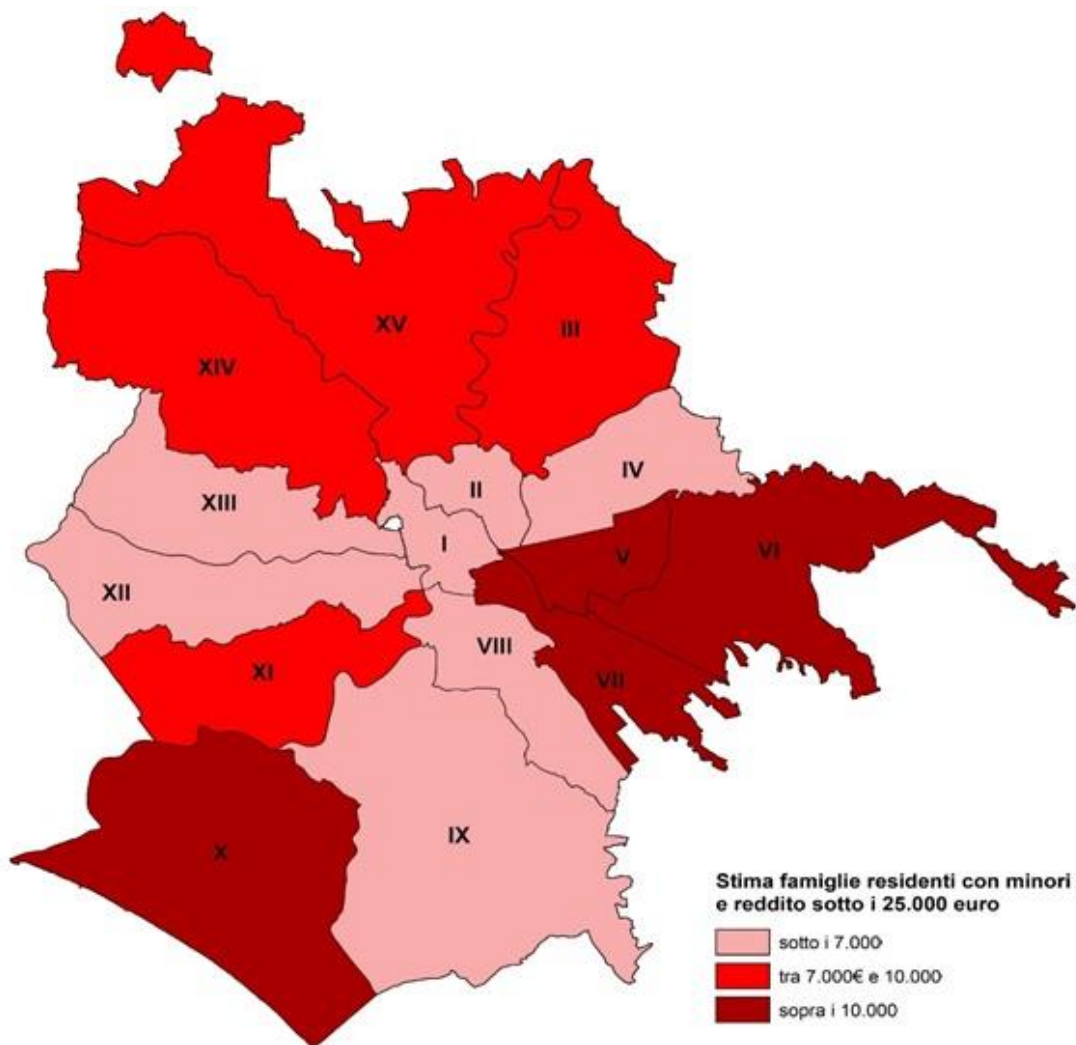 XV
III
XIV
IV
II
XIII
I
V
VI
XII
VIII
XI
VII
IX
X
Stima famiglie residenti con minori
e reddito sotto i 25.000 euro
sotto i 7.000
tra 7.000€ e 10.000
sopra i 10.000